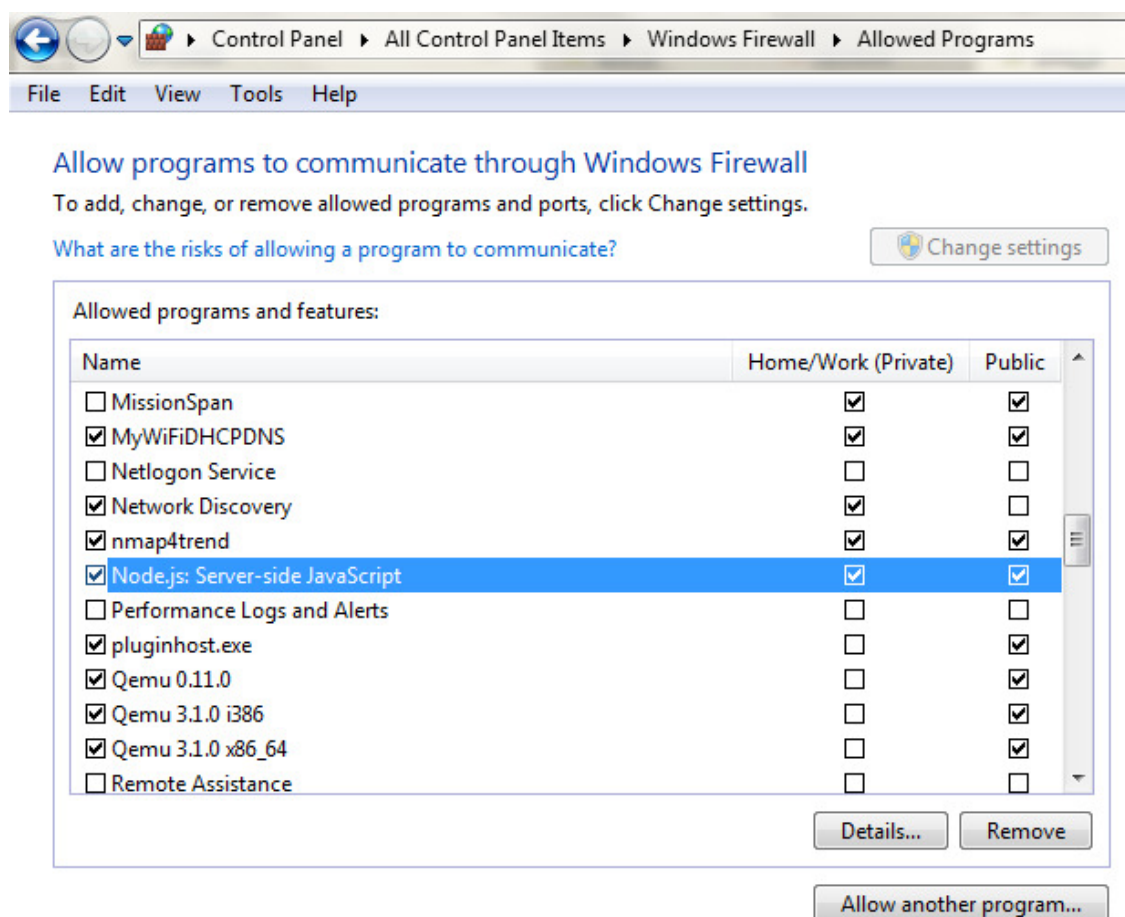 Control Panel All Control Panel Items Windows Firewall Allowed Programs
File Edit View Tools Help
Allow programs to communicate through Windows Firewall
To add, change, or remove allowed programs and ports, click Change settings.
What are the risks of allowing a program to communicate? Change settings
Allowed programs and features:
Name Home/Work (Private) Public
MissionSpan
MyWiFiDHCPDNS
Netlogon Service
Network Discovery
nmap4trend
Node.js: Server-side JavaScript
Performance Logs and Alerts
pluginhost.exe
Qemu 0.11.0
Qemu 3.1.0 i386
Qemu 3.1.0 x86_64
Remote Assistance
Details... Remove
Allow another program...